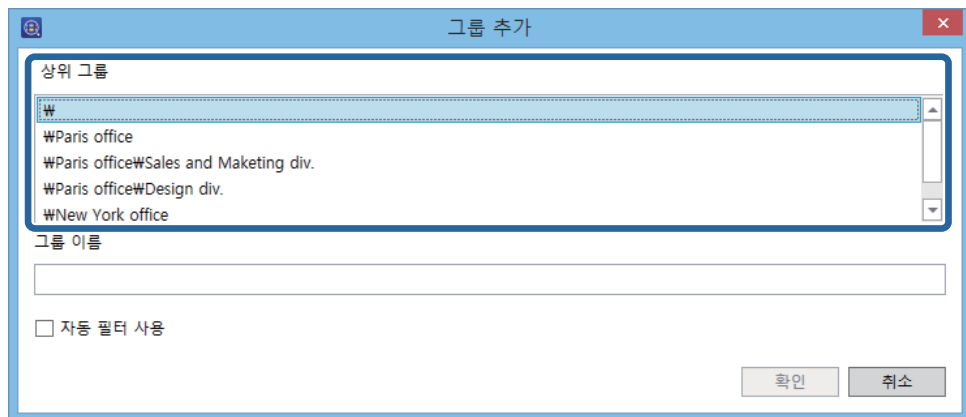 그룹 추가
상위 그룹
₩
₩Paris office
₩Paris office₩Sales and Maketing div.
₩Paris office₩Design div.
₩New York office
그룹 이름
자동 필터 사용
확인 취소